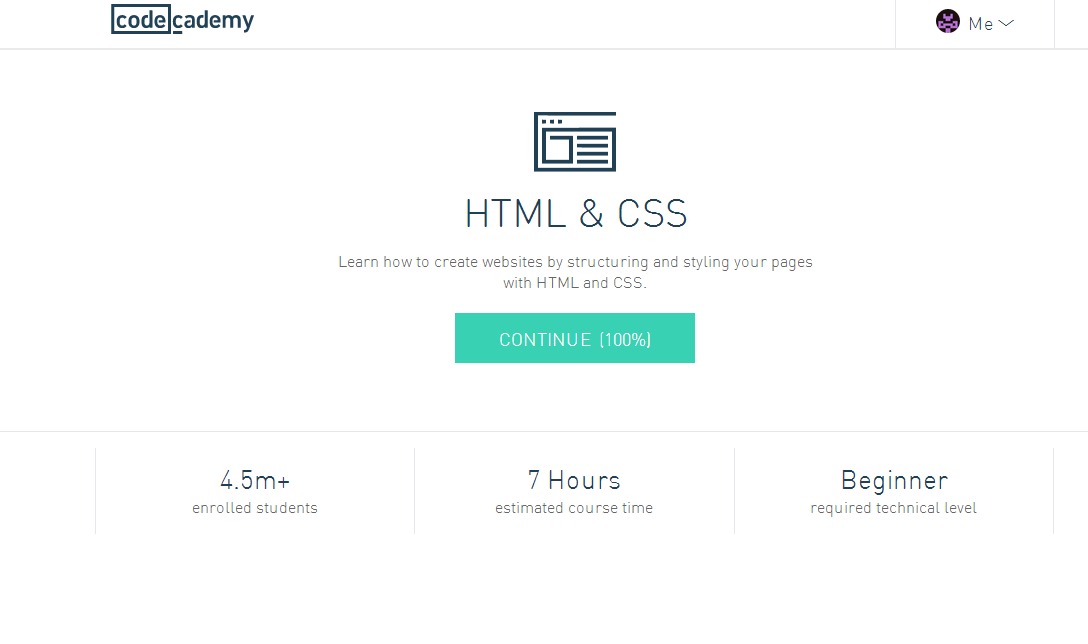 codecademy
Me
HTML & CSS
Learn how to create websites by structuring and styling your pages
with HTML and CSS.
CONTINUE (100%)
4.5m+
enrolled students
7 Hours
estimated course time
Beginner
required technical level